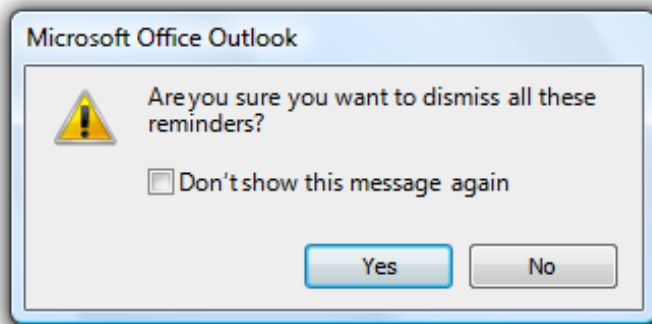 Microsoft Office Outlook
Are you sure you want to dismiss all these
reminders?
Don't show this message again
Yes
No